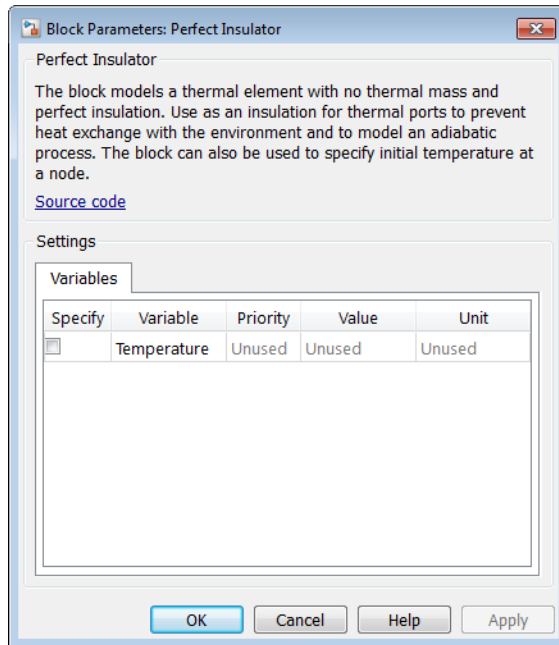 Block Parameters: Perfect Insulator
Perfect Insulator
The block models a thermal element with no thermal mass and
perfect insulation. Use as an insulation for thermal ports to prevent
heat exchange with the environment and to model an adiabatic
process. The block can also be used to specify initial temperature at
a node.
Source code
Settings
Variables
Specify Variable Priority Value Unit
Temperature Unused Unused Unused
OK Cancel Help Apply